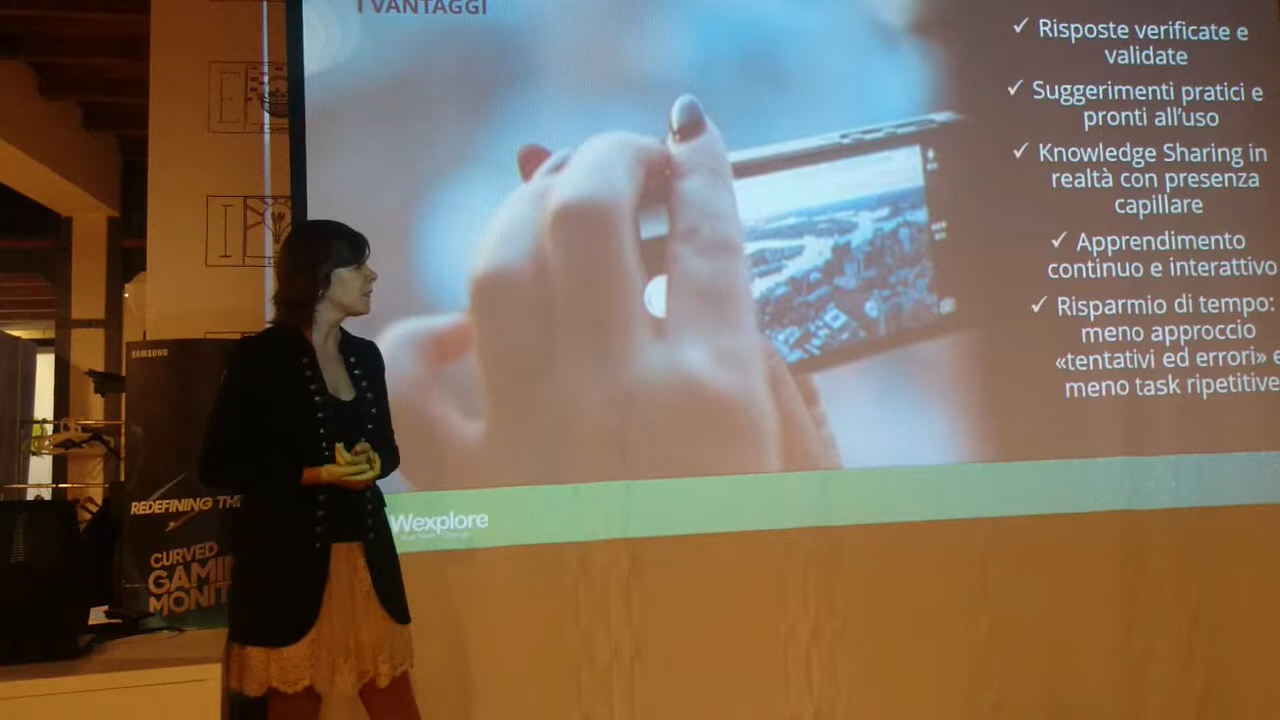 I VANTAGGI
✓ Risposte verificate e
validate
✓ Suggerimenti pratici e
pronti all'uso
✓ Knowledge Sharing in
realtà con presenza
capillare
✓ Apprendimento
continuo e interattivo
✓ Risparmio di tempo:
meno approccio
«tentativi ed errori» e
meno task ripetitive
Wexplore
SAMSUNG
REDEFINING THE
CURVED
GAMIN
MONIT